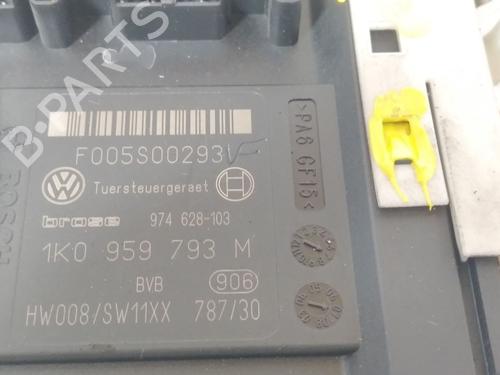 F005S00293
Tuersteuergeraet
brose 974 628-103
1K0 959 793 M
BVB 906
HW008/SW11XX 787/30
>PA6 GF15<
BOSCH
B-PARTS